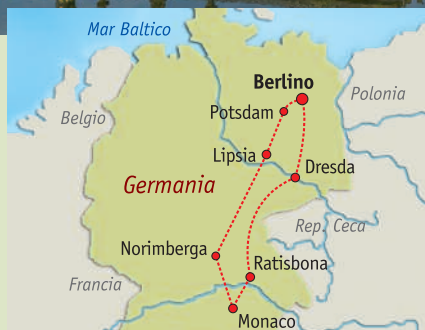 Mar Baltico
Berlino
Polonia
Potsdam
Belgio
Lipsia
Dresda
Germania
Rep. Ceca
Norimberga
Ratisbona
Francia
Monaco